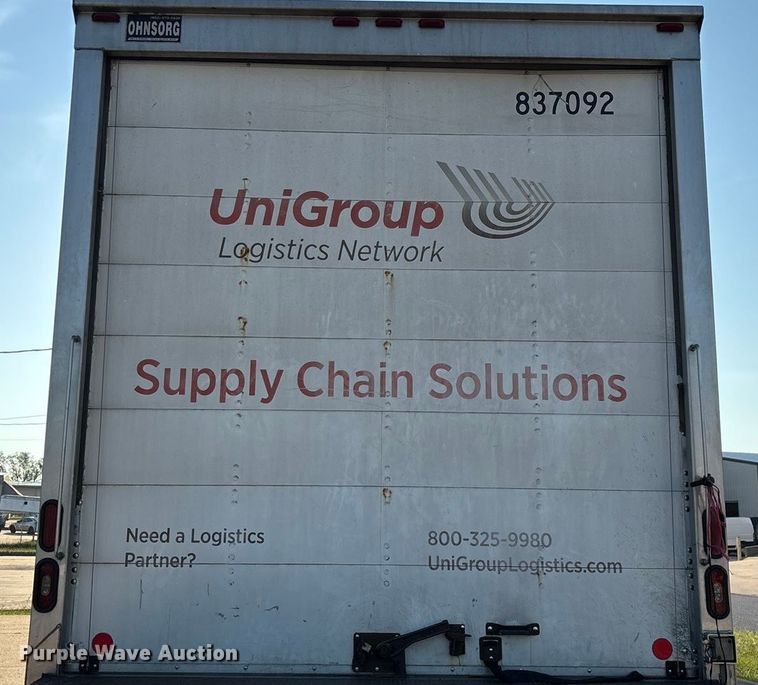 OHNSORG
837092
UniGroup
Logistics Network
Supply Chain Solutions
Need a Logistics
Partner?
800-325-9980
UniGroupLogistics.com
Purple Wave Auction